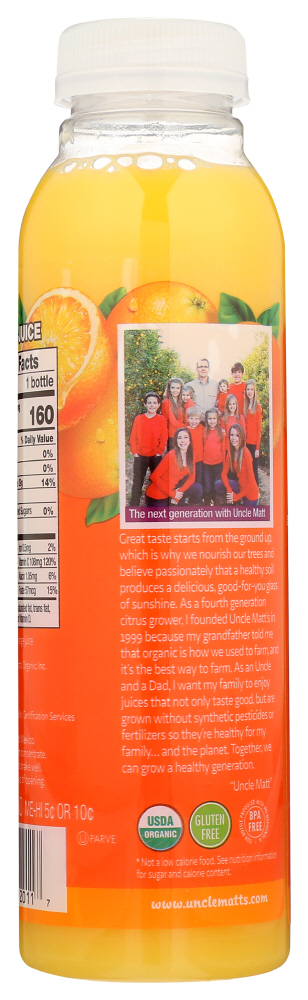 JUICE
Facts
1 bottle
160
% Daily Value
0%
0%
14%
0%
2%
120%
6%
15%
Certification Services
ME-HI 5¢ OR 10¢
PARVE
2011 7
The next generation with Uncle Matt
Great taste starts from the ground up,
which is why we nourish our trees and
believe passionately that a healthy soil
produces a delicious, good-for-you glass
of sunshine. As a fourth generation
citrus grower, I founded Uncle Matt's in
1999 because my grandfather told me
that organic is how we used to farm, and
it's the best way to farm. As an Uncle
and a Dad, I want my family to enjoy
juices that not only taste good, but are
grown without synthetic pesticides or
fertilizers so they're healthy for my
family.... and the planet. Together, we
can grow a healthy generation.
"Uncle Matt"
USDA
ORGANIC
GLUTEN
FREE
BPA
FREE
* Not a low calorie food. See nutrition information
for sugar and calorie content.
www.unclematts.com